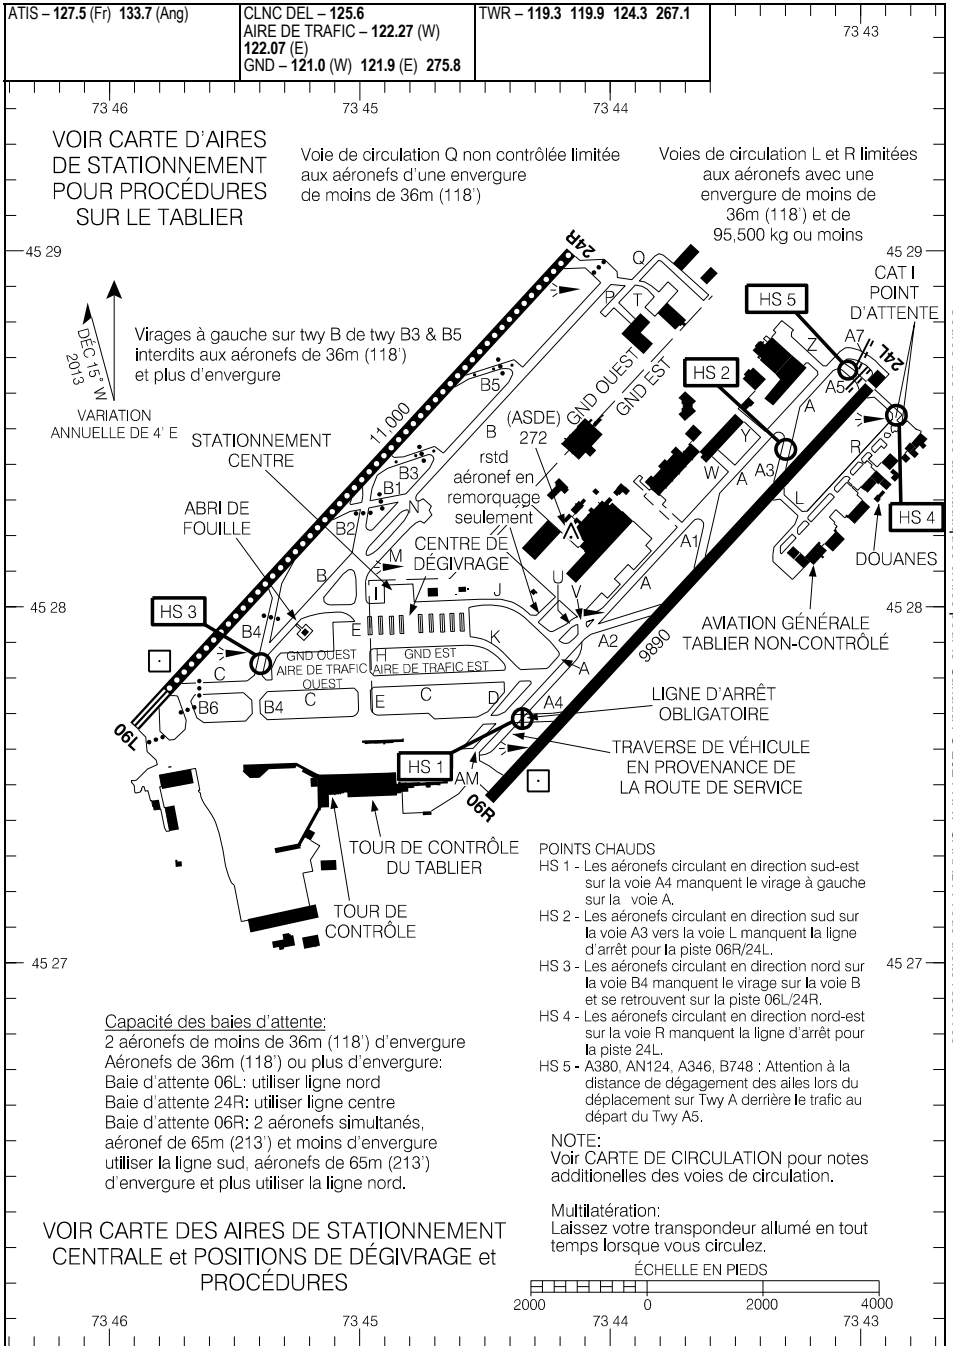 ATIS – 127.5 (Fr) 133.7 (Ang)
CLNC DEL – 125.6
AIRE DE TRAFIC – 122.27 (W)
122.07 (E)
GND – 121.0 (W) 121.9 (E) 275.8
TWR – 119.3 119.9 124.3 267.1
73 43
73 46
73 45
73 44
VOIR CARTE D'AIRES
DE STATIONNEMENT
POUR PROCÉDURES
SUR LE TABLIER
Voie de circulation Q non contrôlée limitée
aux aéronefs d'une envergure
de moins de 36m (118')
Voies de circulation L et R limitées
aux aéronefs avec une
envergure de moins de
36m (118') et de
95,500 kg ou moins
45 29
45 29
24R
Q
P
T
CAT I
POINT
D'ATTENTE
HS 5
DÉC 15° W
2013
VARIATION
ANNUELLE DE 4' E
Virages à gauche sur twy B de twy B3 & B5
interdits aux aéronefs de 36m (118')
et plus d'envergure
Z
A7
24L
A5
HS 2
GND OUEST
GND EST
B5
A
11,000
B
(ASDE)
272
STATIONNEMENT
CENTRE
rstd
aéronef en
remorquage
seulement
Y
R
B3
W
A
A3
B1
N
L
ABRI DE
FOUILLE
B2
HS 4
A1
CENTRE DE
DÉGIVRAGE
M
DOUANES
B
I
J
U
V
A
45 28
45 28
HS 3
AVIATION GÉNÉRALE
TABLIER NON-CONTRÔLÉ
B4
E
K
A2
9890
GND OUEST
AIRE DE TRAFIC
OUEST
H
GND EST
AIRE DE TRAFIC EST
C
A
B6
B4
C
E
C
D
A4
LIGNE D'ARRÊT
OBLIGATOIRE
06L
HS 1
AM
06R
TRAVERSE DE VÉHICULE
EN PROVENANCE DE
LA ROUTE DE SERVICE
TOUR DE CONTRÔLE
DU TABLIER
TOUR DE
CONTRÔLE
POINTS CHAUDS
HS 1 - Les aéronefs circulant en direction sud-est
sur la voie A4 manquent le virage à gauche
sur la voie A.
HS 2 - Les aéronefs circulant en direction sud sur
la voie A3 vers la voie L manquent la ligne
d'arrêt pour la piste 06R/24L.
HS 3 - Les aéronefs circulant en direction nord sur
la voie B4 manquent le virage sur la voie B
et se retrouvent sur la piste 06L/24R.
HS 4 - Les aéronefs circulant en direction nord-est
sur la voie R manquent la ligne d'arrêt pour
la piste 24L.
HS 5 - A380, AN124, A346, B748 : Attention à la
distance de dégagement des ailes lors du
déplacement sur Twy A derrière le trafic au
départ du Twy A5.
45 27
45 27
Capacité des baies d'attente:
2 aéronefs de moins de 36m (118') d'envergure
Aéronefs de 36m (118') ou plus d'envergure:
Baie d'attente 06L: utiliser ligne nord
Baie d'attente 24R: utiliser ligne centre
Baie d'attente 06R: 2 aéronefs simultanés,
aéronef de 65m (213') et moins d'envergure
utiliser la ligne sud, aéronefs de 65m (213')
d'envergure et plus utiliser la ligne nord.
NOTE:
Voir CARTE DE CIRCULATION pour notes
additionelles des voies de circulation.
Multilatération:
Laissez votre transpondeur allumé en tout
temps lorsque vous circulez.
VOIR CARTE DES AIRES DE STATIONNEMENT
CENTRALE et POSITIONS DE DÉGIVRAGE et
PROCÉDURES
ÉCHELLE EN PIEDS
2000 0 2000 4000
73 46
73 45
73 44
73 43